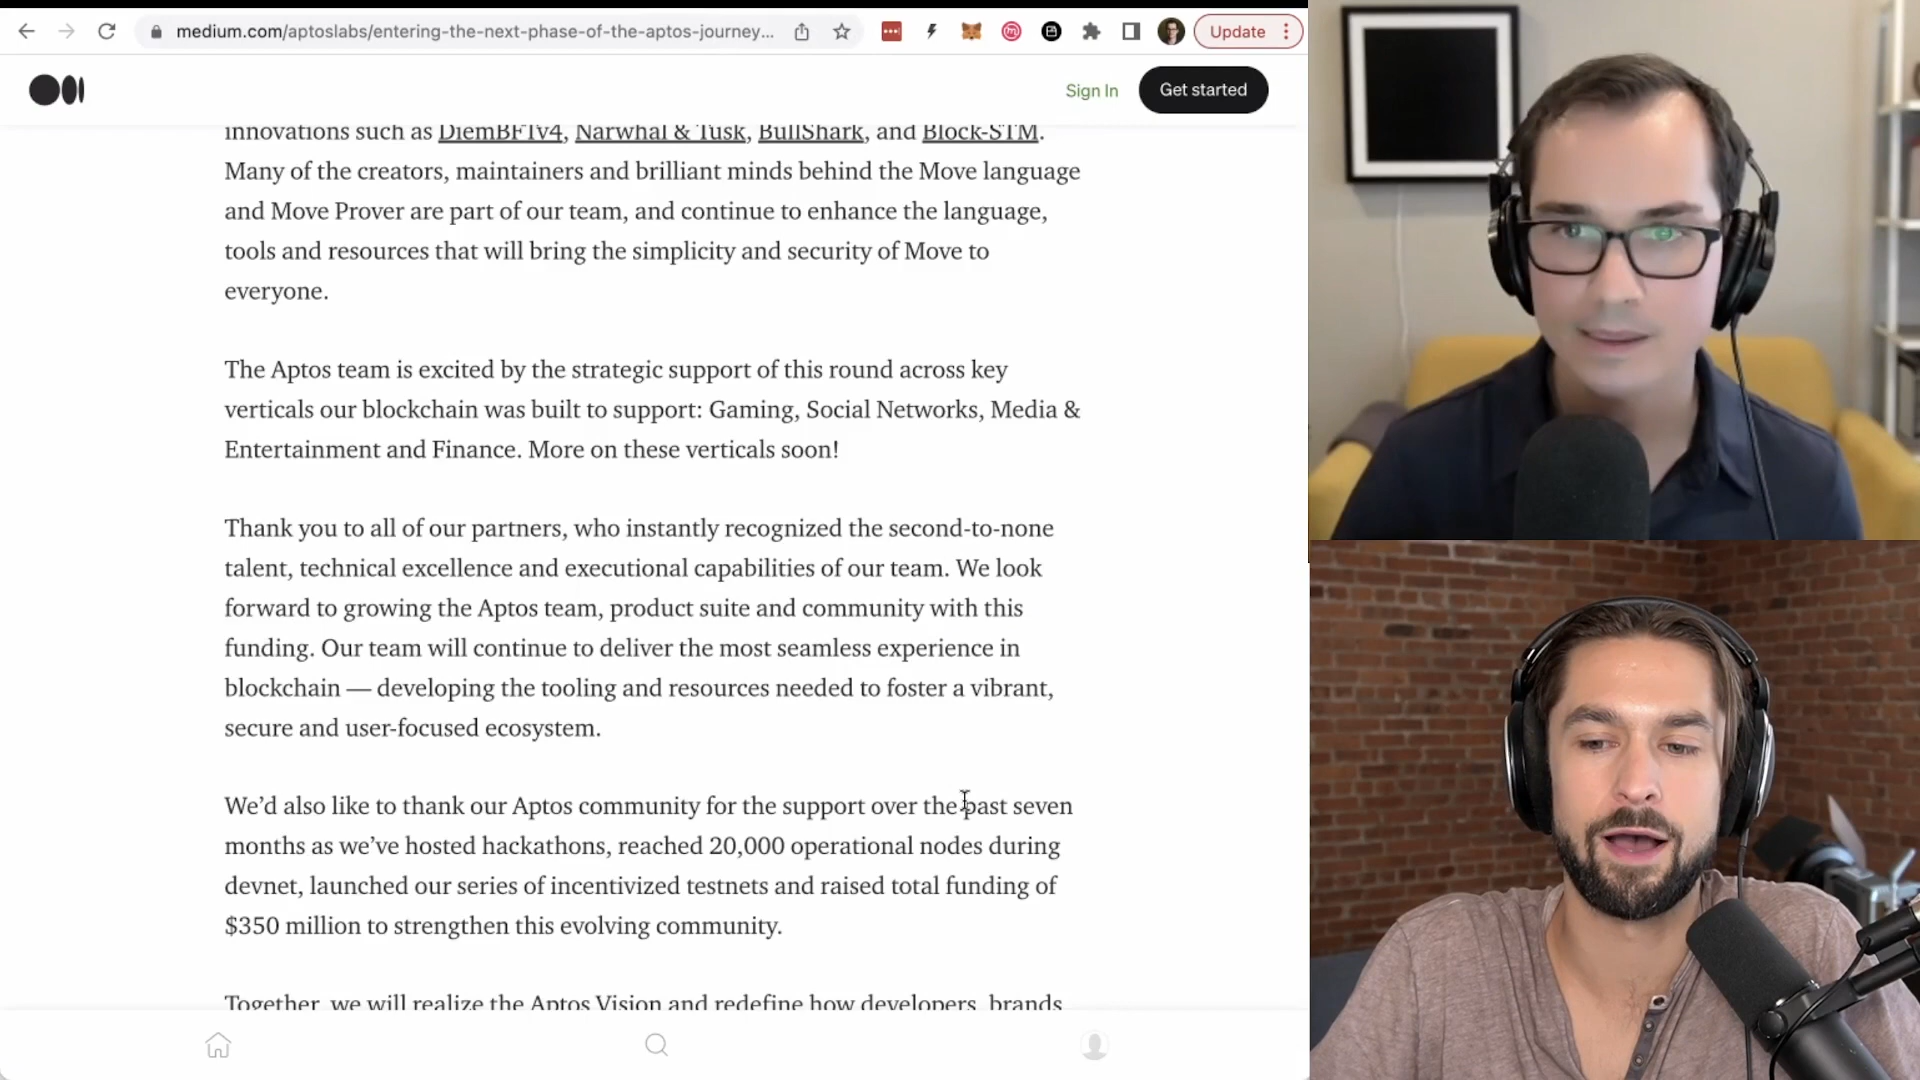 medium.com/aptoslabs/entering-the-next-phase-of-the-aptos-journey...
Update
Sign In
Get started
innovations such as DiemBFTv4, Narwhal & Tusk, BullShark, and Block-STM.
Many of the creators, maintainers and brilliant minds behind the Move language
and Move Prover are part of our team, and continue to enhance the language,
tools and resources that will bring the simplicity and security of Move to
everyone.
The Aptos team is excited by the strategic support of this round across key
verticals our blockchain was built to support: Gaming, Social Networks, Media &
Entertainment and Finance. More on these verticals soon!
Thank you to all of our partners, who instantly recognized the second-to-none
talent, technical excellence and executional capabilities of our team. We look
forward to growing the Aptos team, product suite and community with this
funding. Our team will continue to deliver the most seamless experience in
blockchain — developing the tooling and resources needed to foster a vibrant,
secure and user-focused ecosystem.
We’d also like to thank our Aptos community for the support over the past seven
months as we’ve hosted hackathons, reached 20,000 operational nodes during
devnet, launched our series of incentivized testnets and raised total funding of
$350 million to strengthen this evolving community.
Together, we will realize the Aptos Vision and redefine how developers, brands